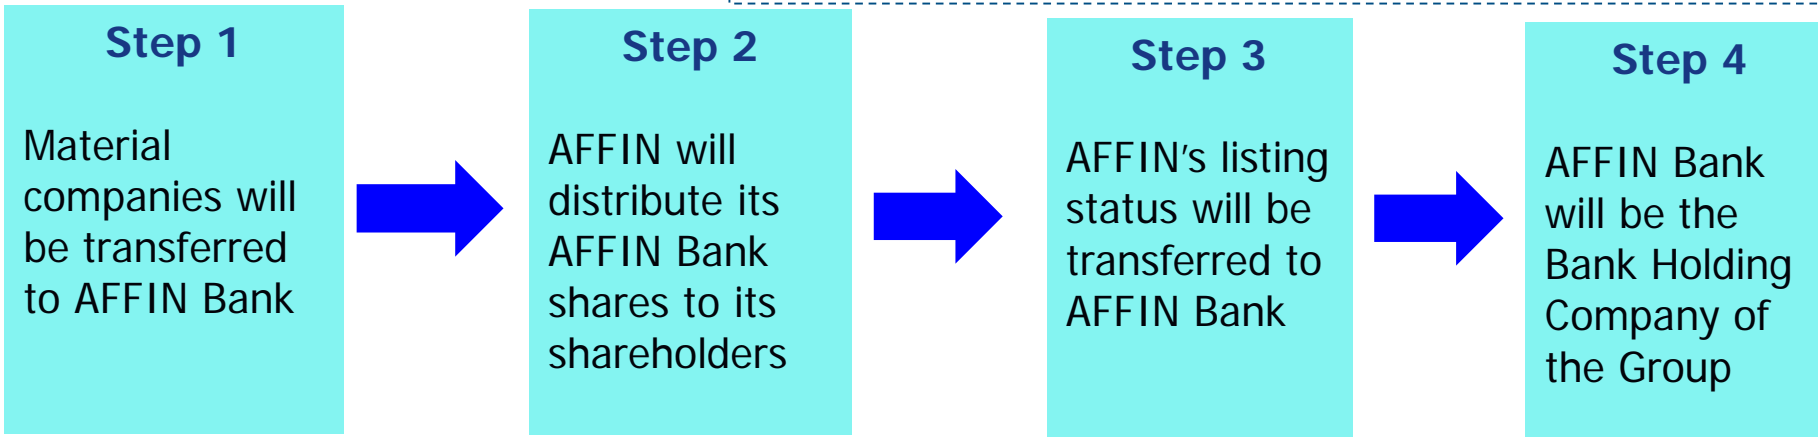 Step 1
Material
companies will
be transferred
to AFFIN Bank
Step 2
AFFIN will
distribute its
AFFIN Bank
shares to its
shareholders
Step 3
AFFIN's listing
status will be
transferred to
AFFIN Bank
Step 4
AFFIN Bank
will be the
Bank Holding
Company of
the Group